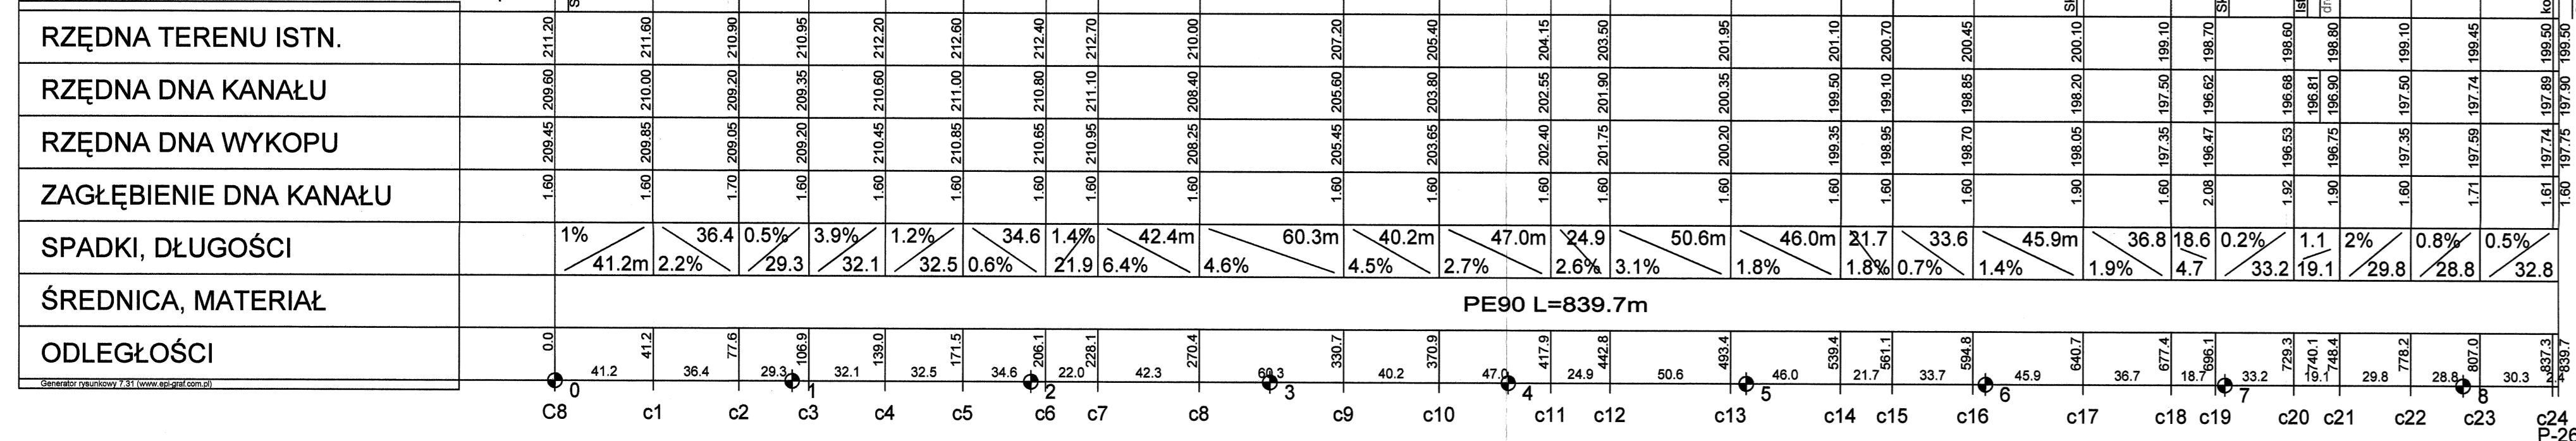 RZĘDNA TERENU ISTN. 211.20 211.60 210.90 210.95 212.20 212.60 212.40 212.70 210.00 207.20 205.40 204.15 203.50 201.95 201.10 200.70 200.45 200.10 199.10 198.70 198.60 198.80 199.10 199.45 199.50 199.50
RZĘDNA DNA KANAŁU 209.60 210.00 209.20 209.35 210.60 211.00 210.80 211.10 208.40 205.60 203.80 202.55 201.90 200.35 199.50 199.10 198.85 198.20 197.50 196.62 196.68 196.81 196.90 197.50 197.74 197.89 197.90
RZĘDNA DNA WYKOPU 209.45 209.85 209.05 209.20 210.45 210.85 210.65 210.95 208.25 205.45 203.65 202.40 201.75 200.20 199.35 198.95 198.70 198.05 197.35 196.47 196.53 196.75 197.35 197.59 197.74 197.75
ZAGŁĘBIENIE DNA KANAŁU 1.60 1.60 1.70 1.60 1.60 1.60 1.60 1.60 1.60 1.60 1.60 1.60 1.60 1.60 1.60 1.60 1.60 1.90 1.60 2.08 1.92 1.90 1.60 1.71 1.61 1.60
1% 36.4 0.5% 3.9% 1.2% 34.6 1.4% 42.4m 60.3m 40.2m 47.0m 24.9 50.6m 46.0m 21.7 33.6 45.9m 36.8 18.6 0.2% 1.1 2% 0.8% 0.5%
SPADKI, DŁUGOŚCI
41.2m 2.2% 29.3 32.1 32.5 0.6% 21.9 6.4% 4.6% 4.5% 2.7% 2.6% 3.1% 1.8% 1.8% 0.7% 1.4% 1.9% 4.7 33.2 19.1 29.8 28.8 32.8
ŚREDNICA, MATERIAŁ PE90 L=839.7m
ODLEGŁOŚCI 0.0 41.2 77.6 106.9 139.0 171.5 206.1 228.1 270.4 330.7 370.9 417.9 442.8 493.4 539.4 561.1 594.8 640.7 677.4 696.1 729.3 740.1 748.4 778.2 807.0 837.3 839.7
41.2 36.4 29.3 32.1 32.5 34.6 22.0 42.3 60.3 40.2 47.0 24.9 50.6 46.0 21.7 33.7 45.9 36.7 18.7 33.2 19.1 29.8 28.8 30.3 2.4
Generator rysunkowy 7.31 (www.epi-graf.com.pl)
0 1 2 3 4 5 6 7 8
C8 c1 c2 c3 c4 c5 c6 c7 c8 c9 c10 c11 c12 c13 c14 c15 c16 c17 c18 c19 c20 c21 c22 c23 c24
P-26